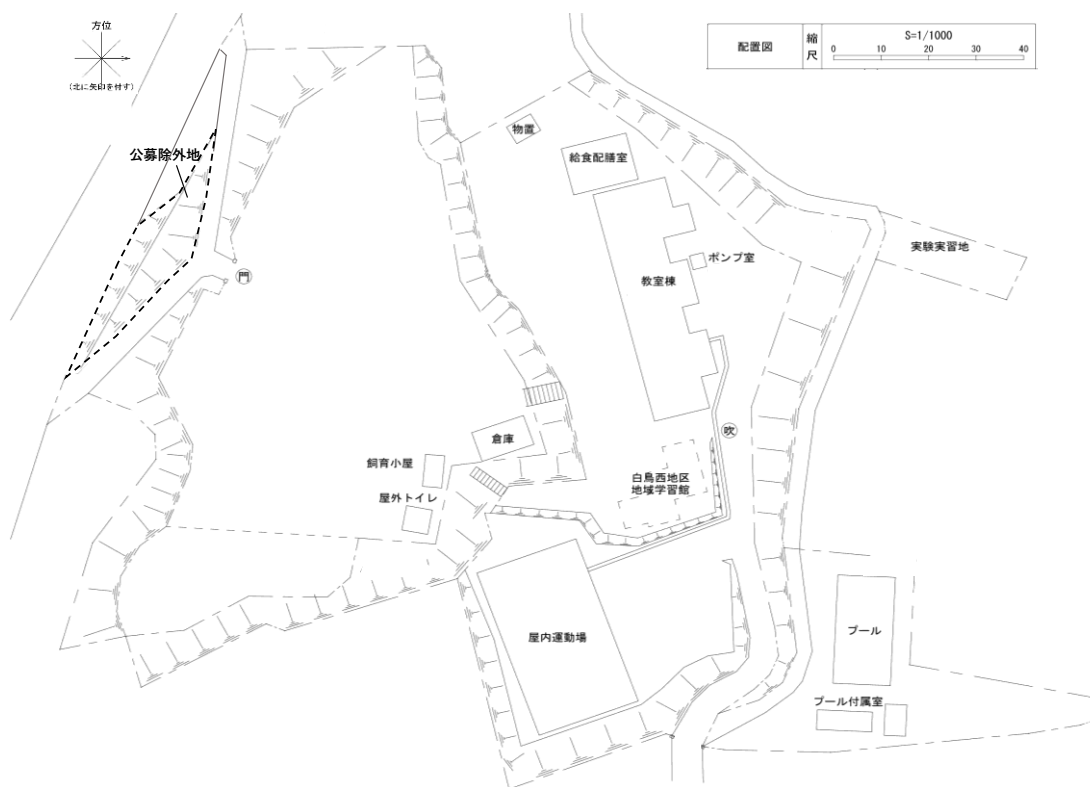 方位
(北に矢印を付す)
配置図
縮尺
S=1/1000
0 10 20 30 40
公募除外地
門
物置
給食配膳室
ポンプ室
教室棟
実験実習地
倉庫
飼育小屋
屋外トイレ
吹
白鳥西地区
地域学習館
屋内運動場
プール
プール付属室